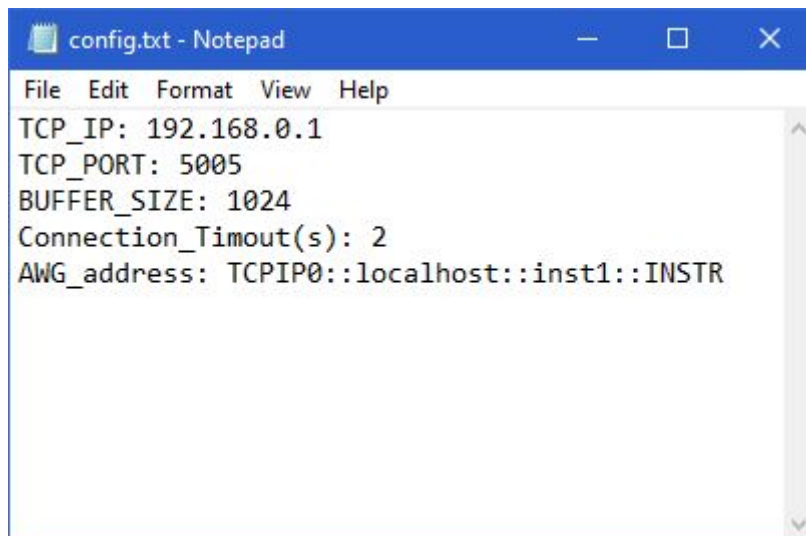 config.txt - Notepad
File Edit Format View Help
TCP_IP: 192.168.0.1
TCP_PORT: 5005
BUFFER_SIZE: 1024
Connection_Timout(s): 2
AWG_address: TCPIP0::localhost::inst1::INSTR